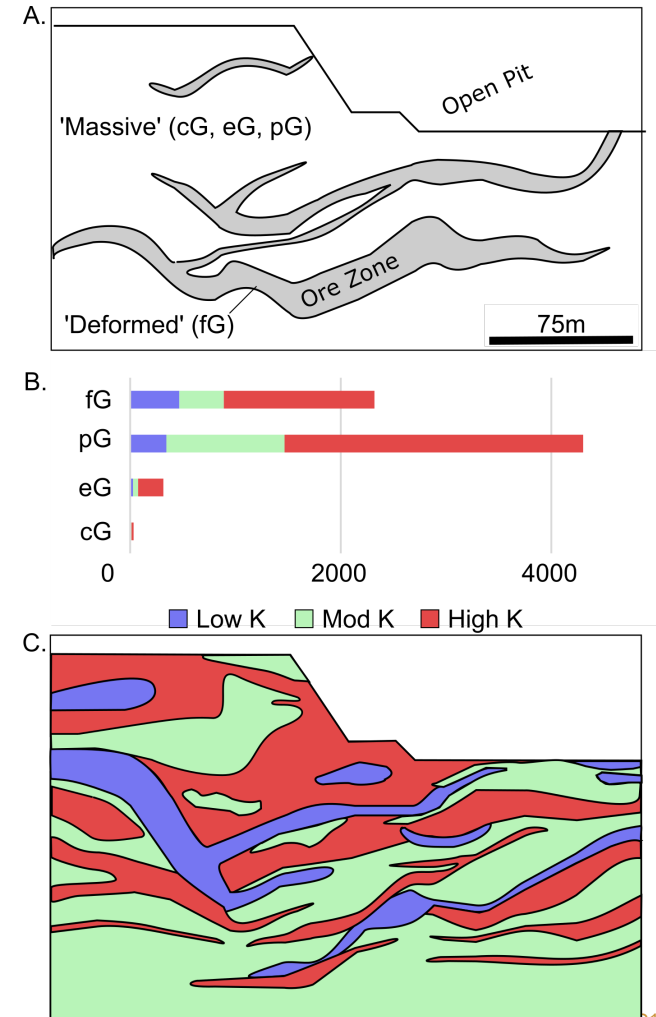 A.
Open Pit
'Massive' (cG, eG, pG)
Ore Zone
'Deformed' (fG)
75m
B.
fG
pG
eG
cG
0 2000 4000
Low K Mod K High K
C.